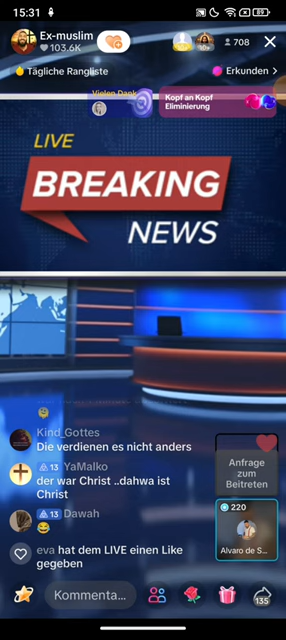 15:31
89
Ex-muslim
103.6K
10+
708
Tägliche Rangliste
Erkunden >
Vielen Dank
Kopf an Kopf
Eliminierung
LIVE
BREAKING
NEWS
Kind_Gottes
Die verdienen es nicht anders
13 YaMalko
der war Christ ..dahwa ist
Christ
13 Dawah
😂
eva hat dem LIVE einen Like
gegeben
Anfrage
zum
Beitreten
220
Alvaro de S...
Kommenta...
135